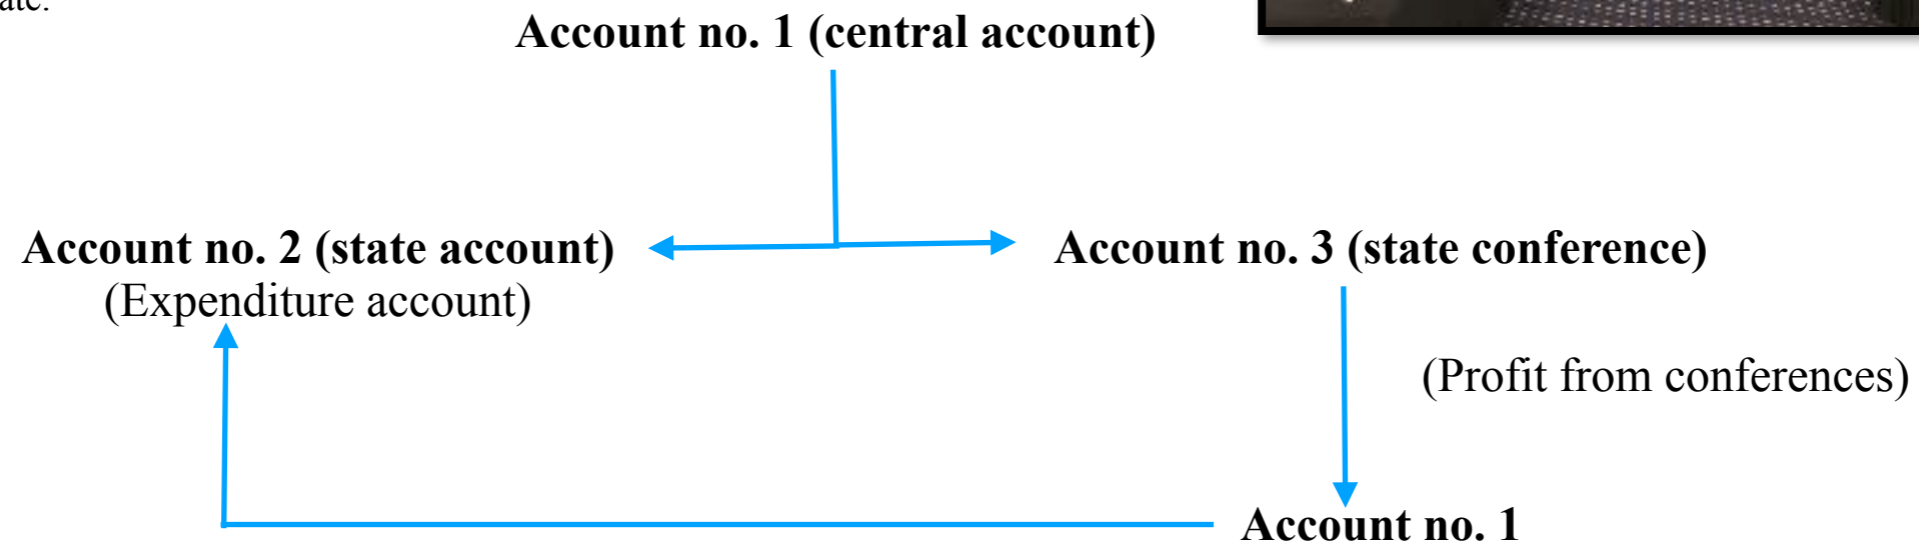 Account no. 1 (central account)
Account no. 2 (state account)
(Expenditure account)
Account no. 3 (state conference)
(Profit from conferences)
Account no. 1